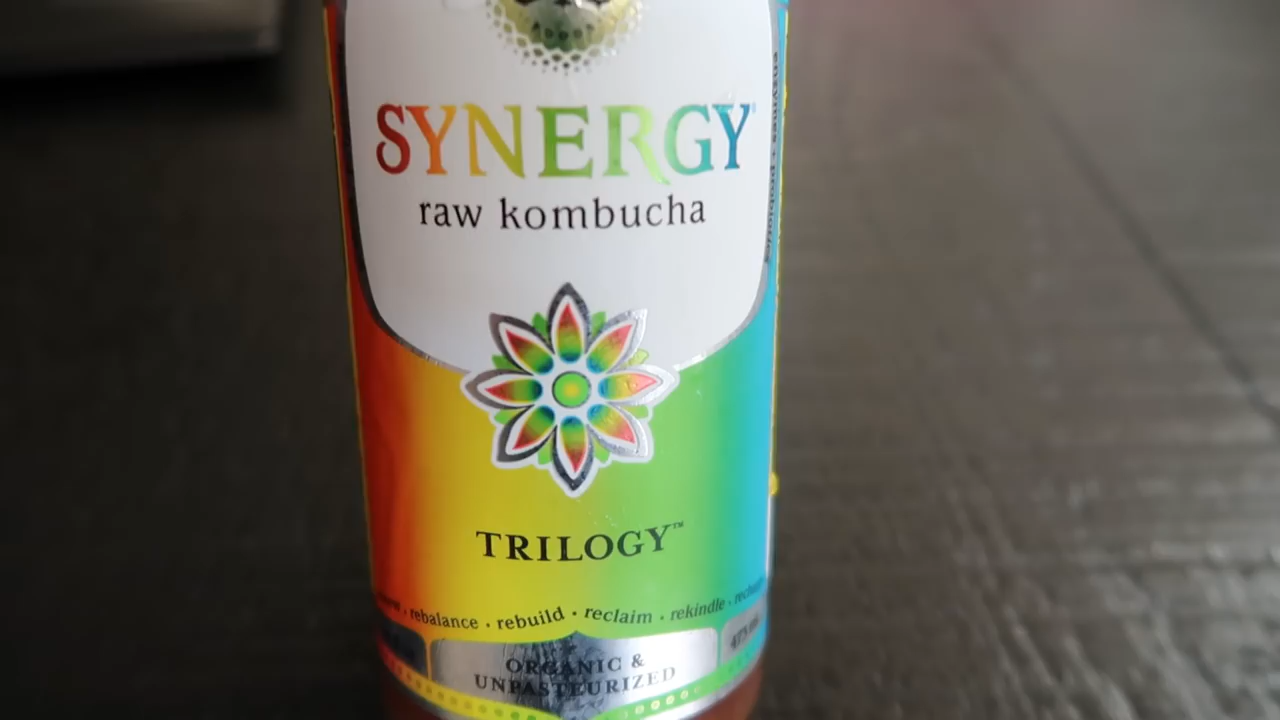 SYNERGY
raw kombucha
TRILOGY™
rebalance · rebuild · reclaim · rekindle
ORGANIC &
UNPASTEURIZED